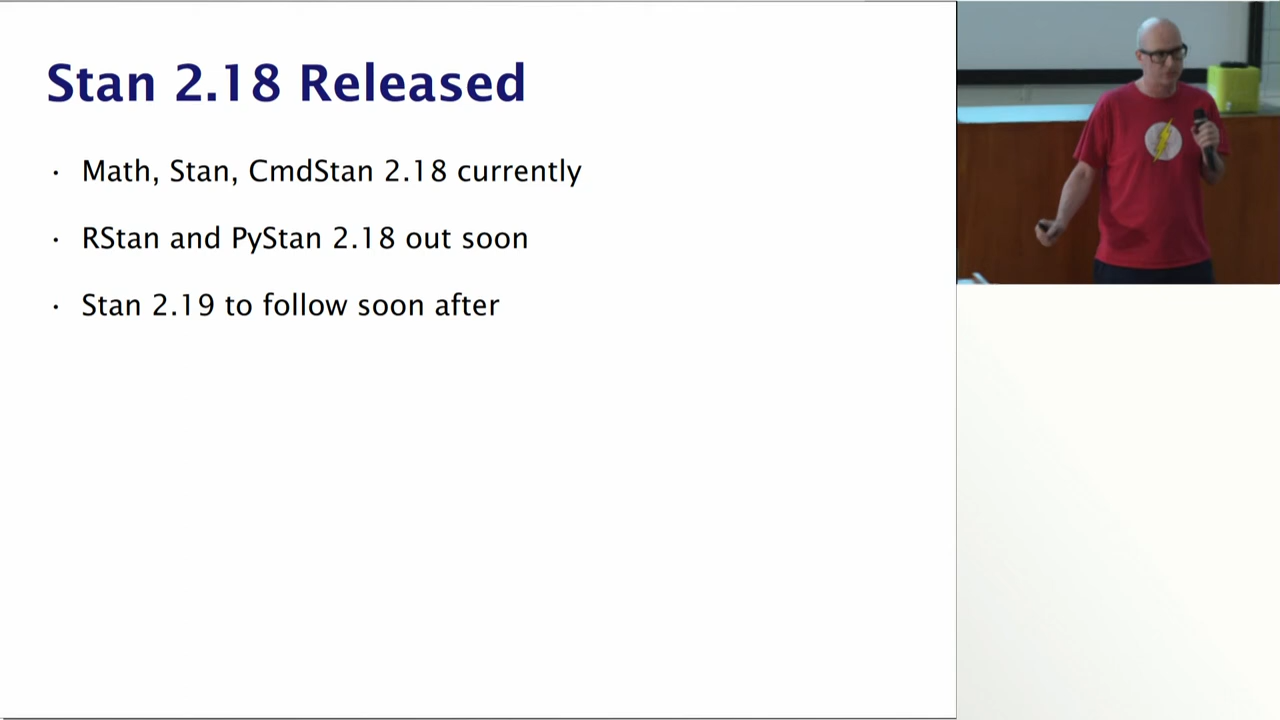 Stan 2.18 Released
· Math, Stan, CmdStan 2.18 currently
· RStan and PyStan 2.18 out soon
· Stan 2.19 to follow soon after